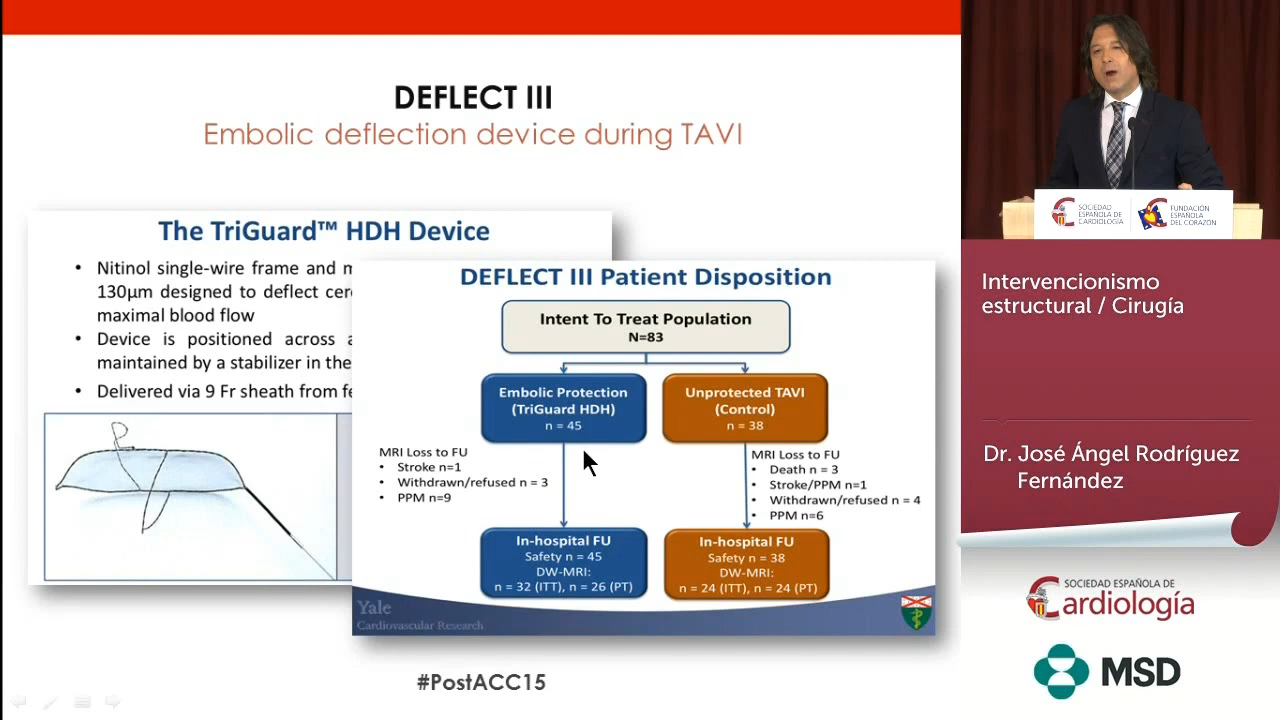 DEFLECT III
Embolic deflection device during TAVI
The TriGuard™ HDH Device
• Nitinol single-wire frame and m
130µm designed to deflect cer
maximal blood flow
• Device is positioned across a
maintained by a stabilizer in the
• Delivered via 9 Fr sheath from fe
DEFLECT III Patient Disposition
Intent To Treat Population
N=83
Embolic Protection
(TriGuard HDH)
n = 45
Unprotected TAVI
(Control)
n = 38
MRI Loss to FU
• Stroke n=1
• Withdrawn/refused n = 3
• PPM n=9
MRI Loss to FU
• Death n = 3
• Stroke/PPM n=1
• Withdrawn/refused n = 4
• PPM n=6
In-hospital FU
Safety n = 45
DW-MRI:
n = 32 (ITT), n = 26 (PT)
In-hospital FU
Safety n = 38
DW-MRI:
n = 24 (ITT), n = 24 (PT)
Yale
Cardiovascular Research
#PostACC15
SOCIEDAD
ESPAÑOLA DE
CARDIOLOGÍA
FUNDACIÓN
ESPAÑOLA
DEL CORAZÓN
Intervencionismo
estructural / Cirugía
Dr. José Ángel Rodríguez
Fernández
SOCIEDAD ESPAÑOLA DE
Cardiología
MSD